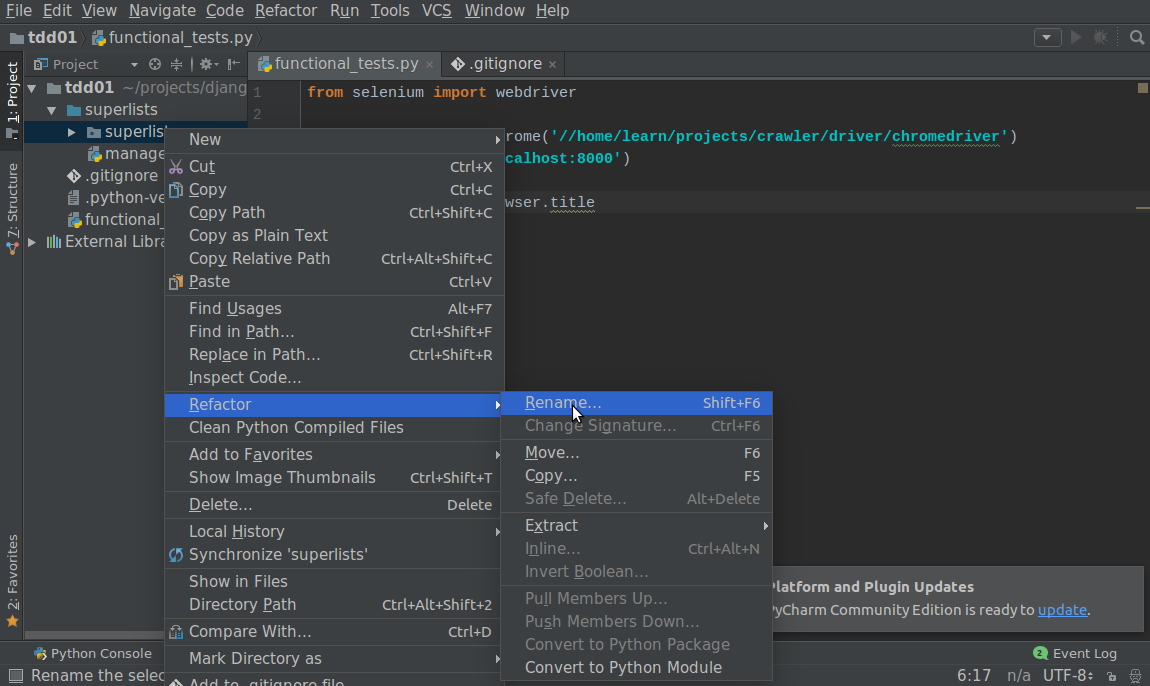 File Edit View Navigate Code Refactor Run Tools VCS Window Help
tdd01 functional_tests.py
1: Project
7: Structure
2: Favorites
Project
functional_tests.py × .gitignore ×
tdd01 ~/projects/djang
superlists
superlis
manage
.gitignore
.python-ve
functional_
External Libra
1 from selenium import webdriver
2
rome('//home/learn/projects/crawler/driver/chromedriver')
calhost:8000')
wser.title
New
Cut Ctrl+X
Copy Ctrl+C
Copy Path Ctrl+Shift+C
Copy as Plain Text
Copy Relative Path Ctrl+Alt+Shift+C
Paste Ctrl+V
Find Usages Alt+F7
Find in Path... Ctrl+Shift+F
Replace in Path... Ctrl+Shift+R
Inspect Code...
Refactor
Clean Python Compiled Files
Add to Favorites
Show Image Thumbnails Ctrl+Shift+T
Delete... Delete
Local History
Synchronize 'superlists'
Show in Files
Directory Path Ctrl+Alt+Shift+2
Compare With... Ctrl+D
Mark Directory as
Add to .gitignore file
Rename... Shift+F6
Change Signature... Ctrl+F6
Move... F6
Copy... F5
Safe Delete... Alt+Delete
Extract
Inline... Ctrl+Alt+N
Invert Boolean...
Pull Members Up...
Push Members Down...
Convert to Python Package
Convert to Python Module
Platform and Plugin Updates
PyCharm Community Edition is ready to update.
Python Console
2 Event Log
Rename the selec
6:17 n/a UTF-8